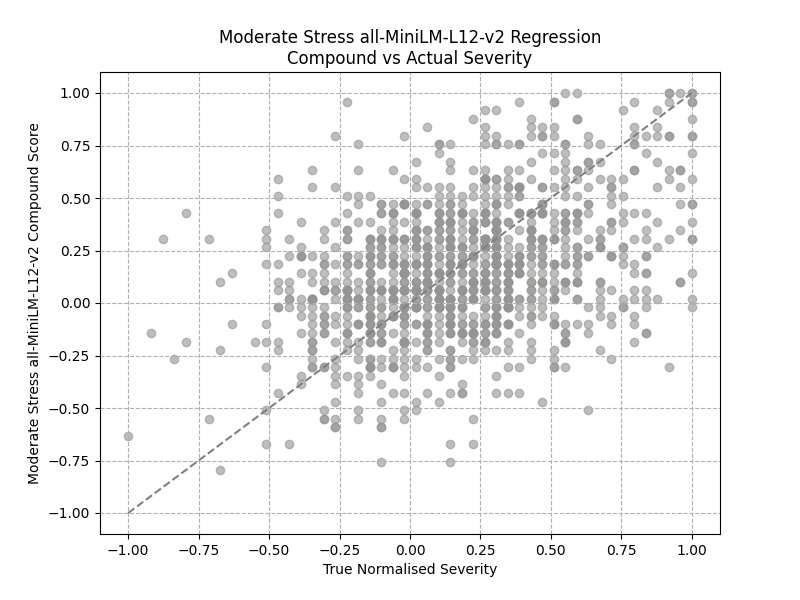 Moderate Stress all-MiniLM-L12-v2 Regression
Compound vs Actual Severity
Moderate Stress all-MiniLM-L12-v2 Compound Score
1.00
0.75
0.50
0.25
0.00
−0.25
−0.50
−0.75
−1.00
−1.00 −0.75 −0.50 −0.25 0.00 0.25 0.50 0.75 1.00
True Normalised Severity